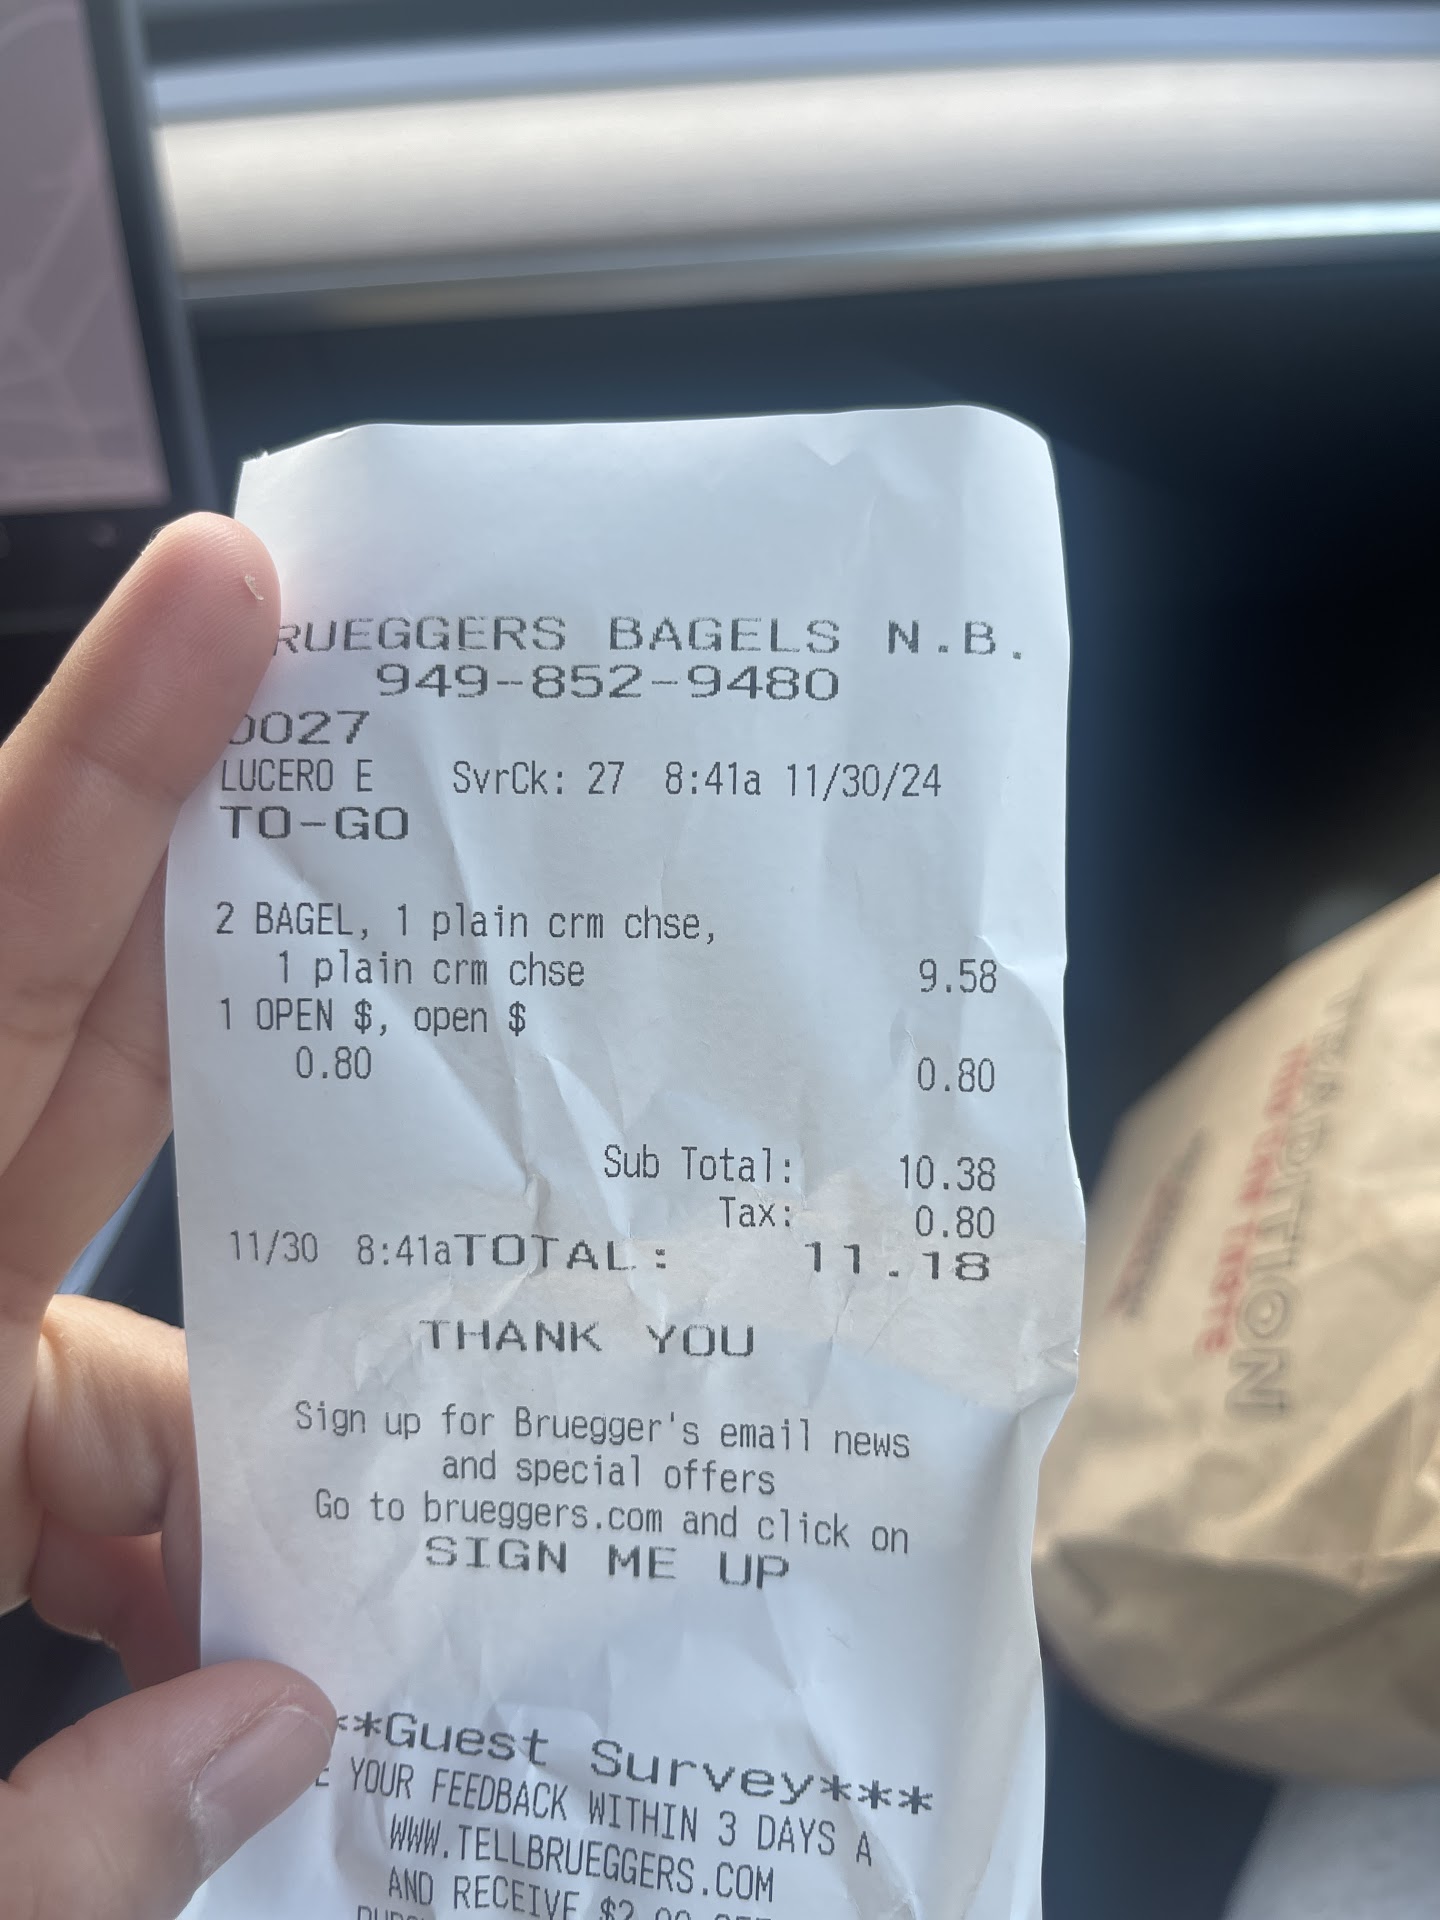 RUEGGERS BAGELS N.B.
949-852-9480
0027
LUCERO E SvrCk: 27 8:41a 11/30/24
TO-GO
2 BAGEL, 1 plain crm chse,
1 plain crm chse 9.58
1 OPEN $, open $
0.80 0.80
Sub Total: 10.38
Tax: 0.80
11/30 8:41aTOTAL: 11.18
THANK YOU
Sign up for Bruegger's email news
and special offers
Go to brueggers.com and click on
SIGN ME UP
**Guest Survey***
E YOUR FEEDBACK WITHIN 3 DAYS A
WWW.TELLBRUEGGERS.COM
AND RECEIVE $2.00
TRADITION